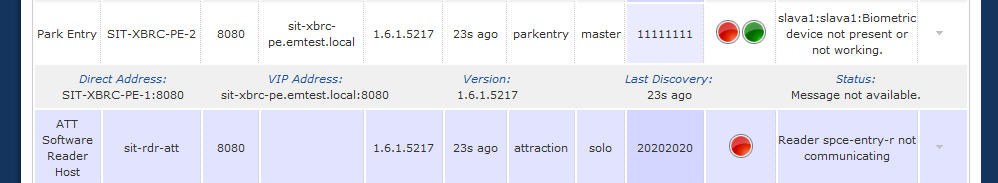 Park Entry SIT-XBRC-PE-2 8080 sit-xbrc-pe.emtest.local 1.6.1.5217 23s ago parkentry master 11111111 slava1:slava1:Biometric device not present or not working.
Direct Address: VIP Address: Version: Last Discovery: Status:
SIT-XBRC-PE-1:8080 sit-xbrc-pe.emtest.local:8080 1.6.1.5217 23s ago Message not available.
ATT Software Reader Host sit-rdr-att 8080 1.6.1.5217 23s ago attraction solo 20202020 Reader spce-entry-r not communicating